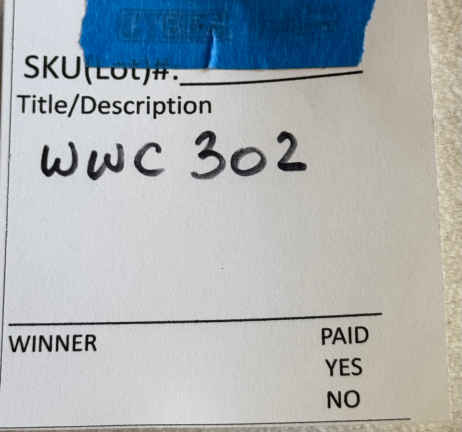 SKU(Lot)#:
Title/Description
WWC 302
WINNER
PAID
YES
NO